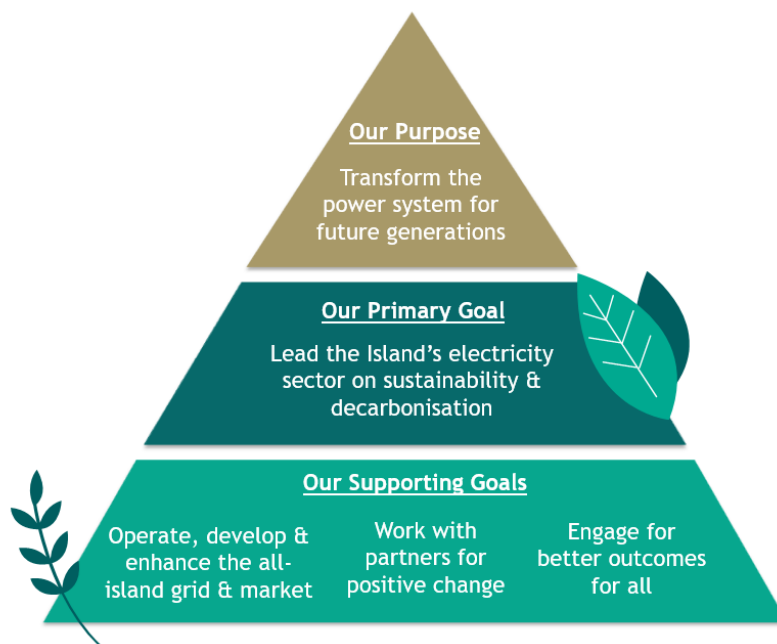 Our Purpose
Transform the
power system for
future generations
Our Primary Goal
Lead the Island’s electricity
sector on sustainability &
decarbonisation
Our Supporting Goals
Operate, develop &
enhance the all-
island grid & market
Work with
partners for
positive change
Engage for
better outcomes
for all